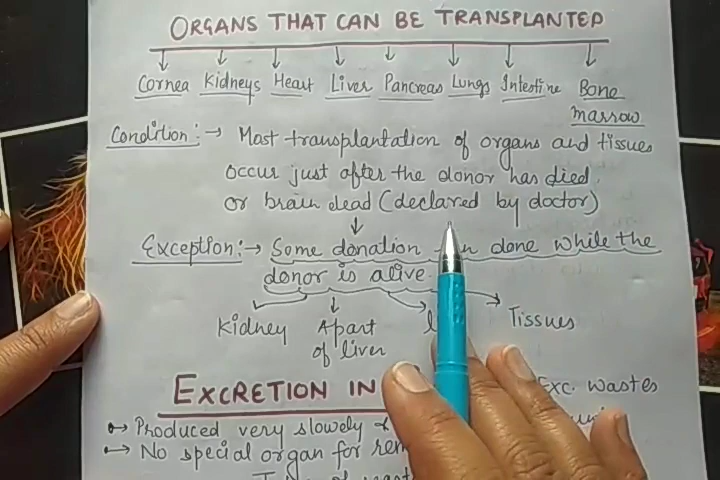 ORGANS THAT CAN BE TRANSPLANTED
Cornea Kidneys Heart Liver Pancreas Lungs Intestine Bone marrow
Condition:→ Most transplantation of organs and tissues
occur just after the donor has died
or brain dead (declared by doctor)
Exception:→ Some donation done while the
donor is alive.
Kidney Apart of liver Tissues
EXCRETION IN Exc. wastes
→ Produced very slowly &
→ No special organ for